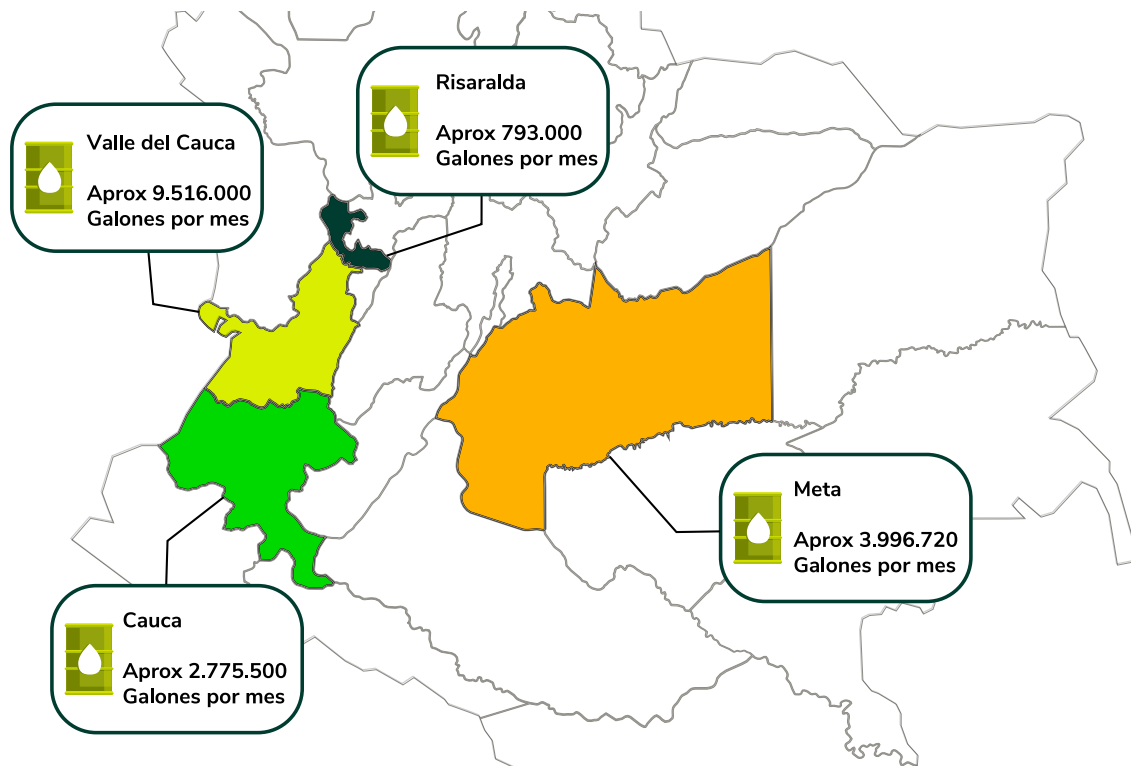 Risaralda
Aprox 793.000
Galones por mes
Valle del Cauca
Aprox 9.516.000
Galones por mes
Meta
Aprox 3.996.720
Galones por mes
Cauca
Aprox 2.775.500
Galones por mes